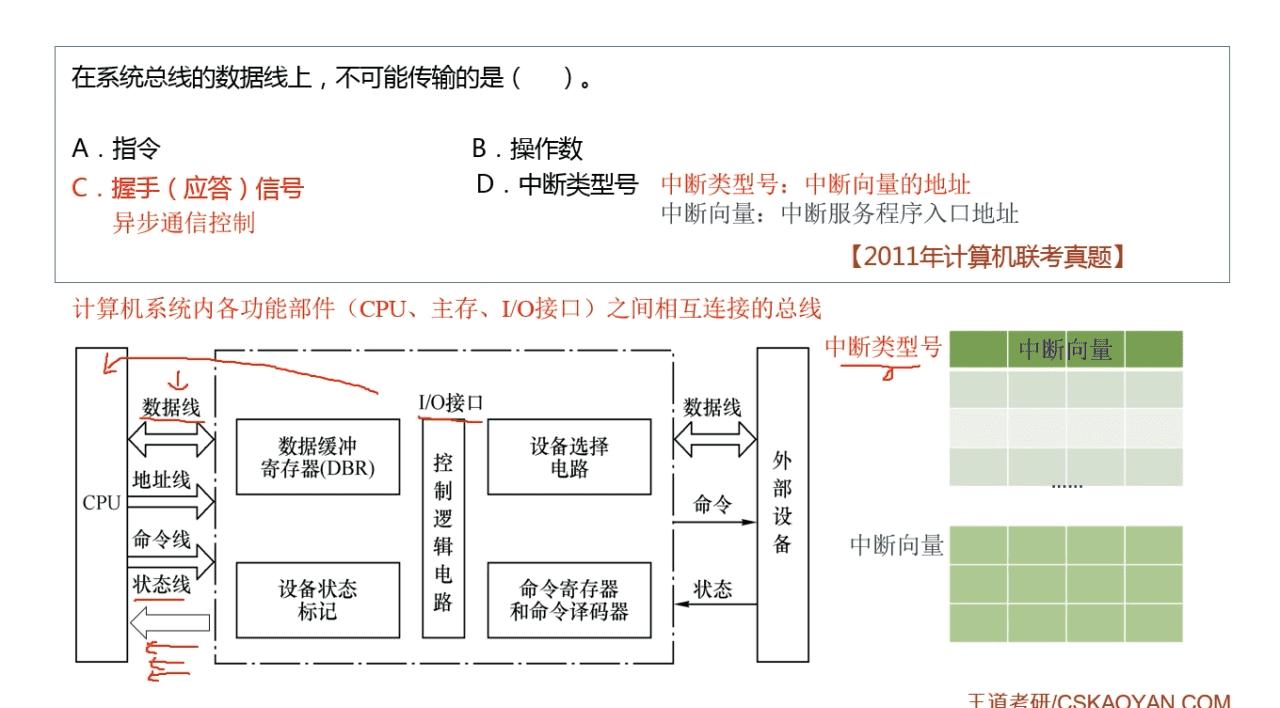 在系统总线的数据线上，不可能传输的是（　　）。
A．指令
B．操作数
C．握手（应答）信号
D．中断类型号
中断类型号：中断向量的地址
异步通信控制
中断向量：中断服务程序入口地址
【2011年计算机联考真题】
计算机系统内各功能部件（CPU、主存、I/O接口）之间相互连接的总线
CPU
数据线
地址线
命令线
状态线
I/O接口
数据缓冲
寄存器(DBR)
设备状态
标记
控制逻辑电路
设备选择
电路
命令寄存器
和命令译码器
数据线
命令
状态
外部设备
中断类型号
中断向量
......
中断向量
王道考研/CSKAOYAN.COM